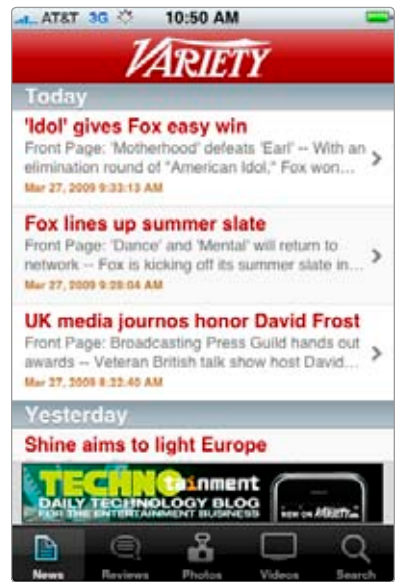 AT&T 3G 10:50 AM
VARIETY
Today
'Idol' gives Fox easy win
Front Page: 'Motherhood' defeats 'Earl' -- With an
elimination round of "American Idol," Fox won...
Mar 27, 2009 9:33:13 AM
Fox lines up summer slate
Front Page: 'Dance' and 'Mental' will return to
network -- Fox is kicking off its summer slate in...
Mar 27, 2009 9:28:04 AM
UK media journos honor David Frost
Front Page: Broadcasting Press Guild hands out
awards -- Veteran British talk show host David...
Mar 27, 2009 8:22:40 AM
Yesterday
Shine aims to light Europe
TECHNOtainment
DAILY TECHNOLOGY BLOG
FOR THE ENTERTAINMENT BUSINESS
NEW ON VARIETY
News Reviews Photos Videos Search